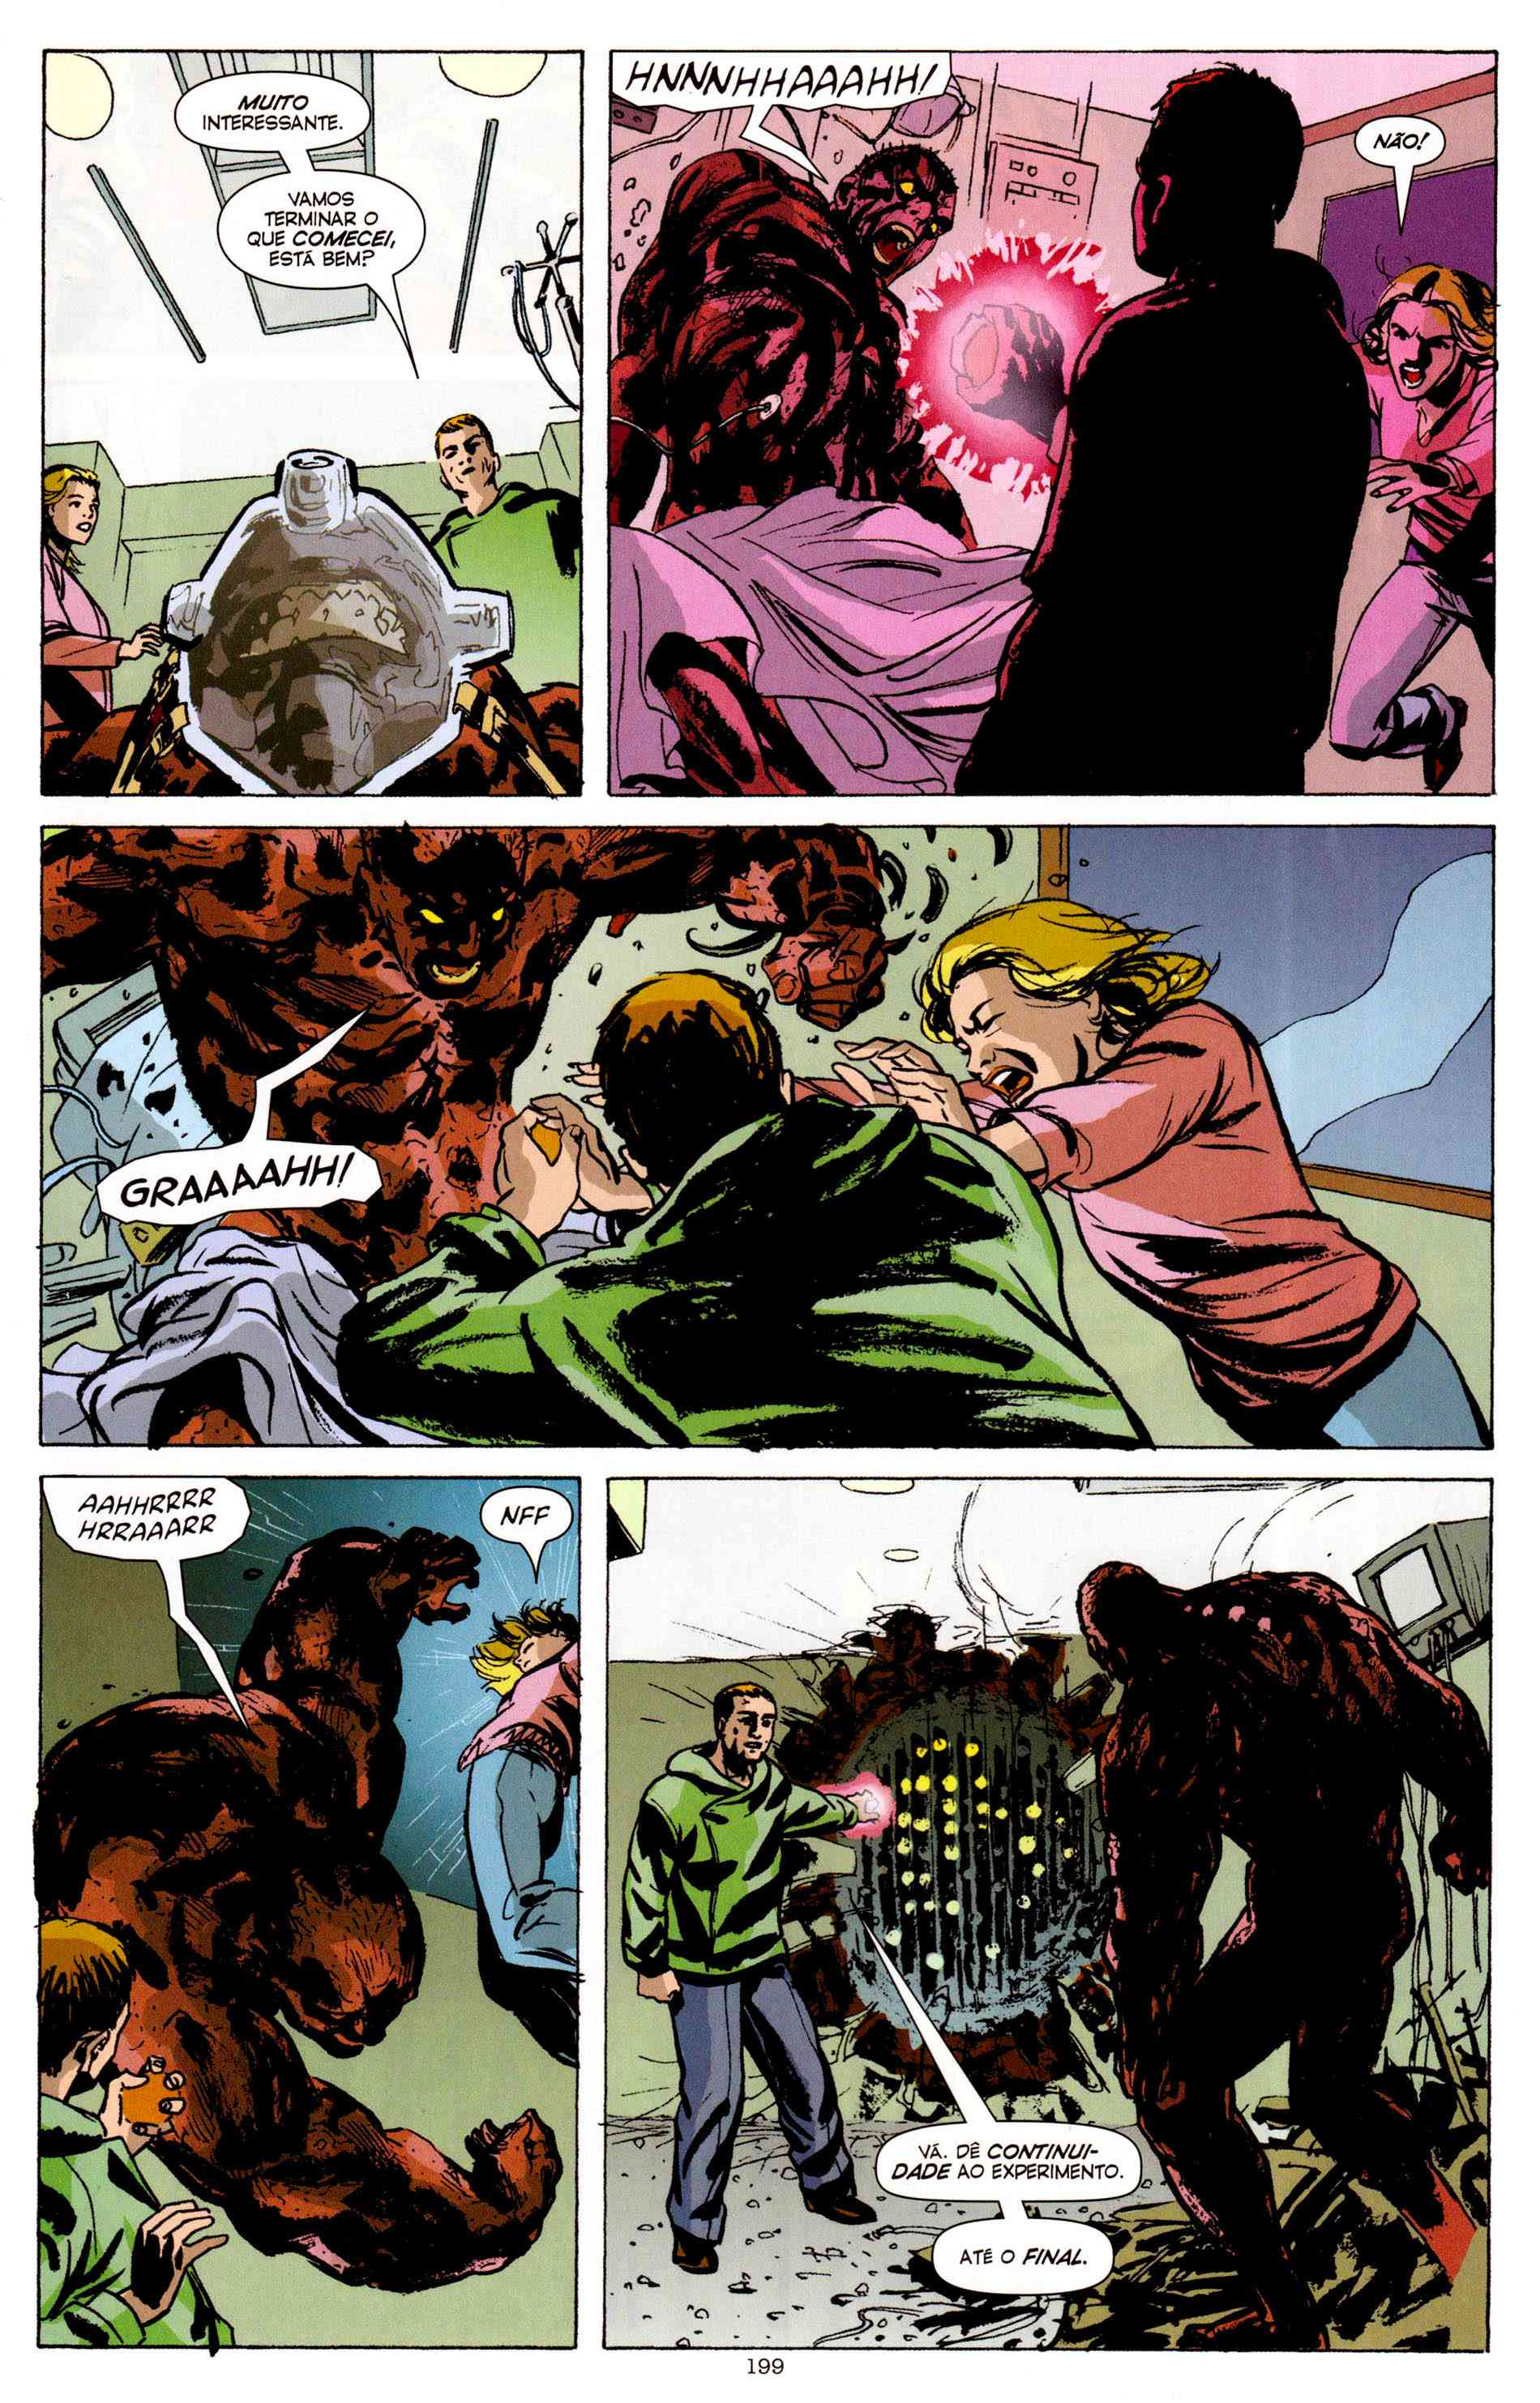 MUITO
INTERESSANTE.
VAMOS
TERMINAR O
QUE COMECEI,
ESTÁ BEM?
HNNNHHAAAHH!
NÃO!
GRAAAAHH!
AAHHRRRR
HRRAAARR
NFF
VÁ. DÊ CONTINUI-
DADE AO EXPERIMENTO.
ATÉ O FINAL.
199